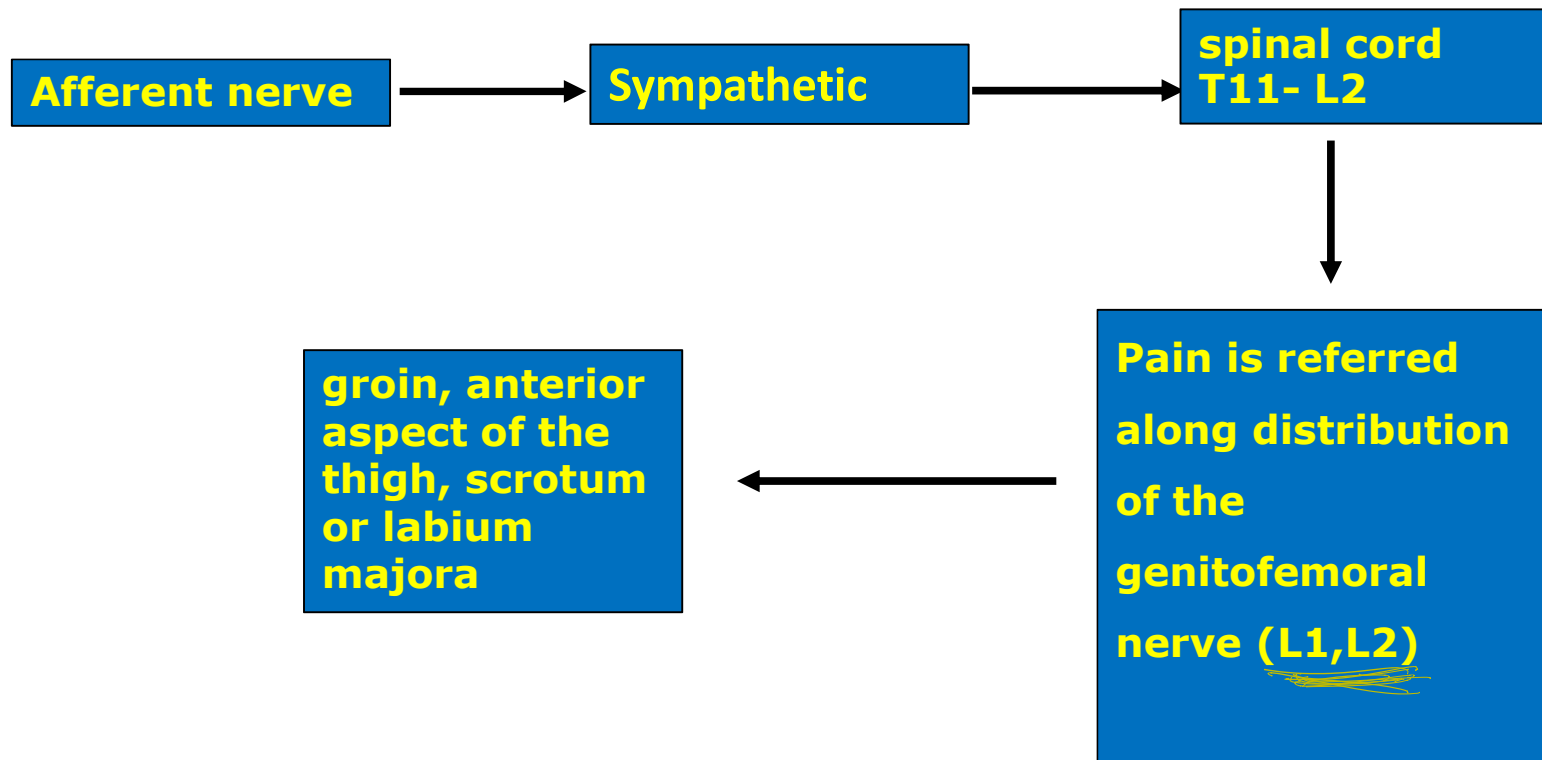 Afferent nerve
Sympathetic
spinal cord
T11- L2
Pain is referred
along distribution
of the
genitofemoral
nerve (L1,L2)
groin, anterior
aspect of the
thigh, scrotum
or labium
majora